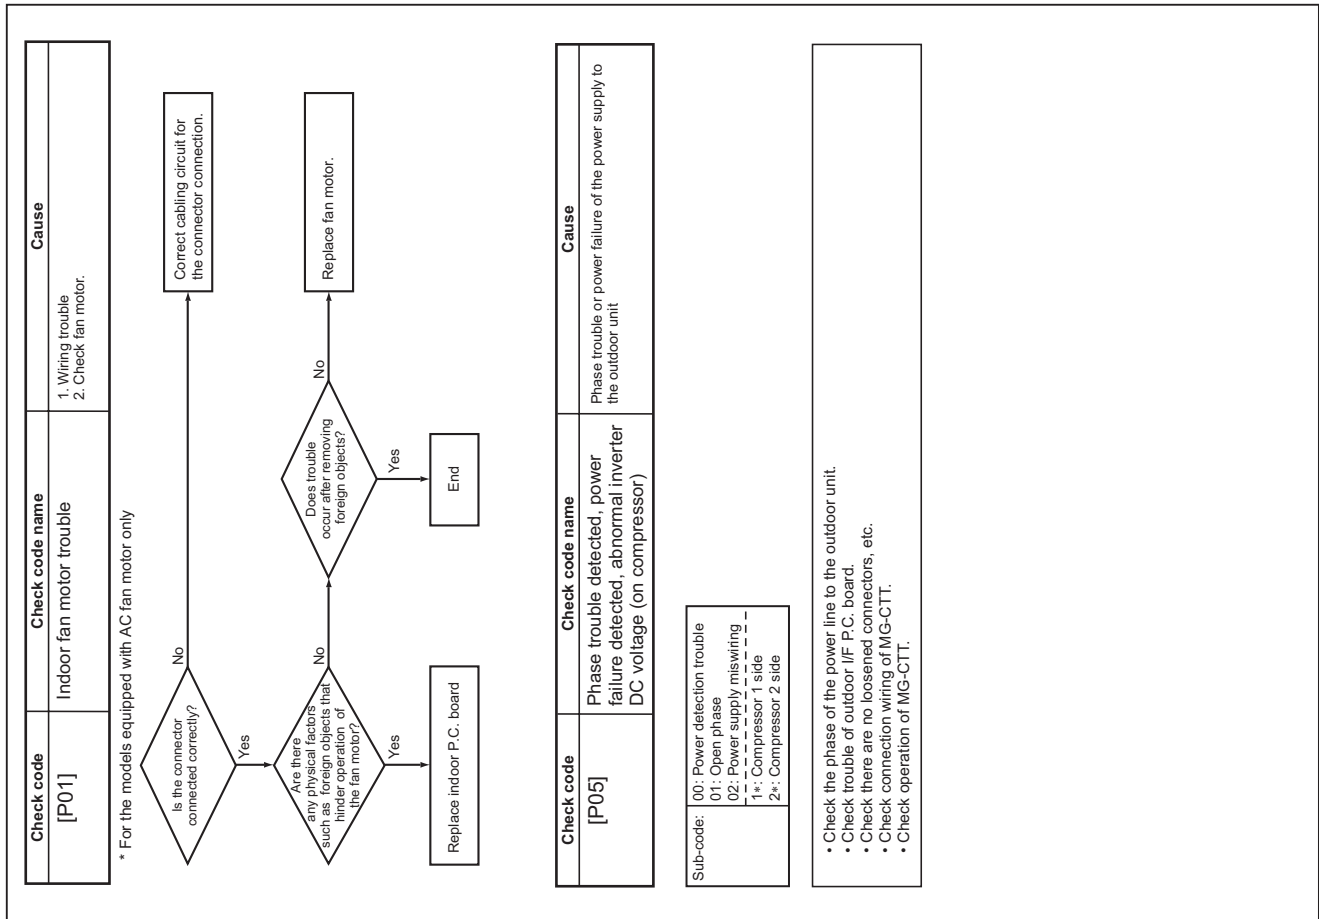 Check code
Check code name
Cause
[P01]
Indoor fan motor trouble
1. Wiring trouble
2. Check fan motor.
* For the models equipped with AC fan motor only
Is the connector
connected correctly?
No
Correct cabling circuit for
the connector connection.
Yes
Are there
any physical factors
such as foreign objects that
hinder operation of
the fan motor?
No
Does trouble
occur after removing
foreign objects?
No
Replace fan motor.
Yes
Replace indoor P.C. board
Yes
End
Check code
Check code name
Cause
[P05]
Phase trouble detected, power
failure detected, abnormal inverter
DC voltage (on compressor)
Phase trouble or power failure of the power supply to
the outdoor unit
Sub-code:
00: Power detection trouble
01: Open phase
02: Power supply miswiring
1*: Compressor 1 side
2*: Compressor 2 side
• Check the phase of the power line to the outdoor unit.
• Check trouble of outdoor I/F P.C. board.
• Check there are no loosened connectors, etc.
• Check connection wiring of MG-CTT.
• Check operation of MG-CTT.